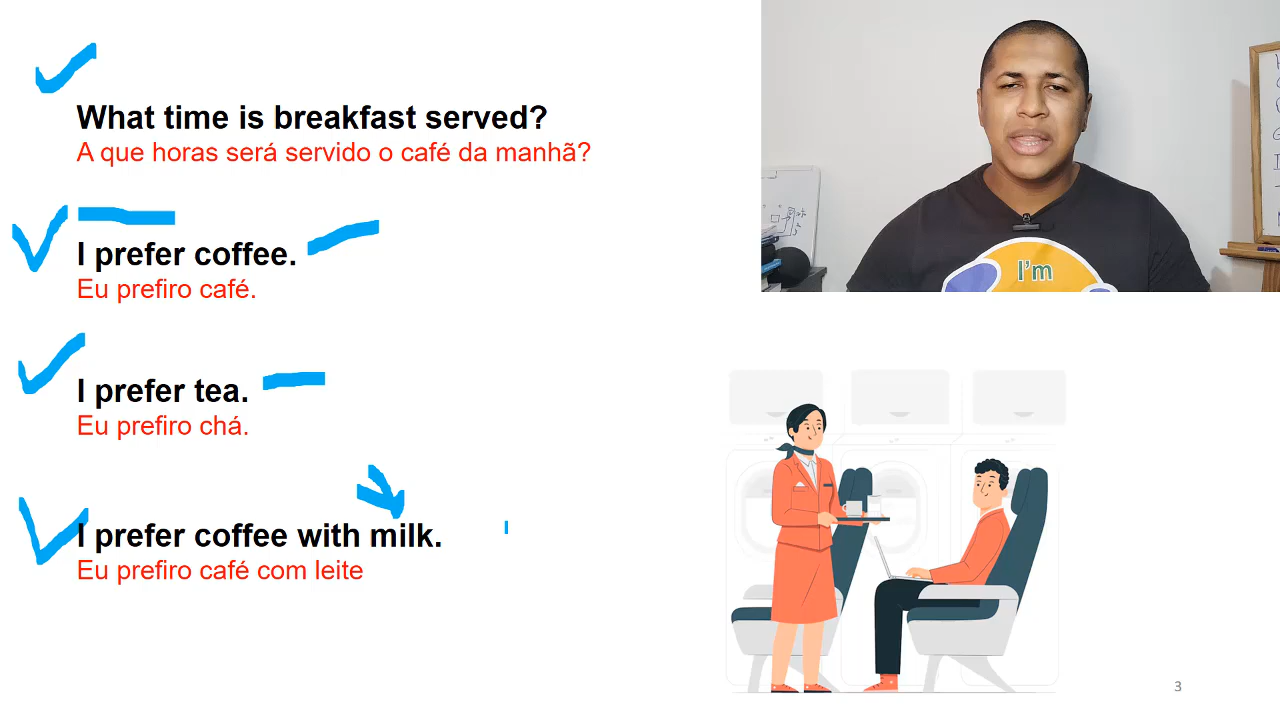 What time is breakfast served?
A que horas será servido o café da manhã?
I prefer coffee.
Eu prefiro café.
I prefer tea.
Eu prefiro chá.
I prefer coffee with milk.
Eu prefiro café com leite
I'm
3